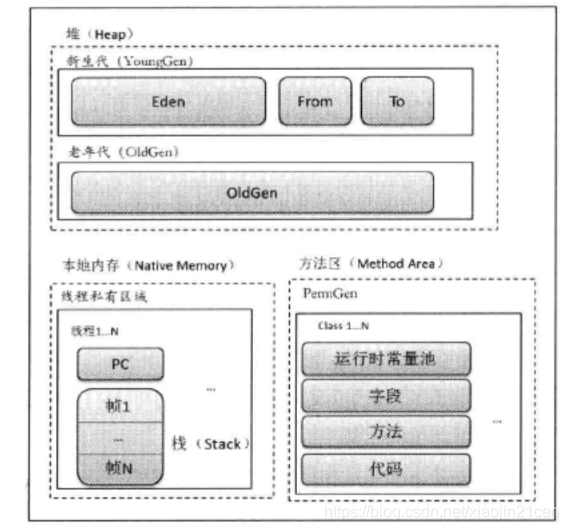 堆（Heap）
新生代（YoungGen）
Eden
From
To
老年代（OldGen）
OldGen
本地内存（Native Memory）
线程私有区域
线程1...N
PC
帧1
...
帧N
...
栈（Stack）
方法区（Method Area）
PermGen
Class 1...N
运行时常量池
字段
方法
代码
...
https://blog.csdn.net/xiaojin21cen